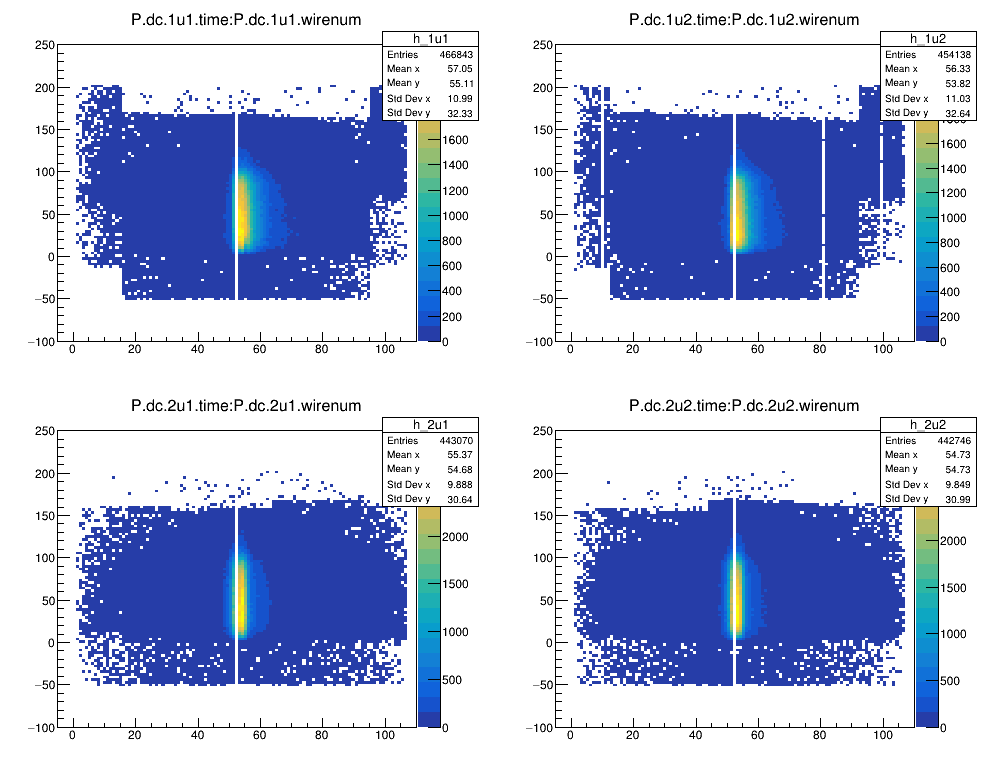 P.dc.1u1.time:P.dc.1u1.wirenum
h_1u1
Entries 466843
Mean x 57.05
Mean y 55.11
Std Dev x 10.99
Std Dev y 32.33
250
200
150
100
50
0
−50
−100
0 20 40 60 80 100
1600
1400
1200
1000
800
600
400
200
0
P.dc.1u2.time:P.dc.1u2.wirenum
h_1u2
Entries 454138
Mean x 56.33
Mean y 53.82
Std Dev x 11.03
Std Dev y 32.64
250
200
150
100
50
0
−50
−100
0 20 40 60 80 100
1600
1400
1200
1000
800
600
400
200
0
P.dc.2u1.time:P.dc.2u1.wirenum
h_2u1
Entries 443070
Mean x 55.37
Mean y 54.68
Std Dev x 9.888
Std Dev y 30.64
250
200
150
100
50
0
−50
−100
0 20 40 60 80 100
2000
1500
1000
500
0
P.dc.2u2.time:P.dc.2u2.wirenum
h_2u2
Entries 442746
Mean x 54.73
Mean y 54.73
Std Dev x 9.849
Std Dev y 30.99
250
200
150
100
50
0
−50
−100
0 20 40 60 80 100
2000
1500
1000
500
0